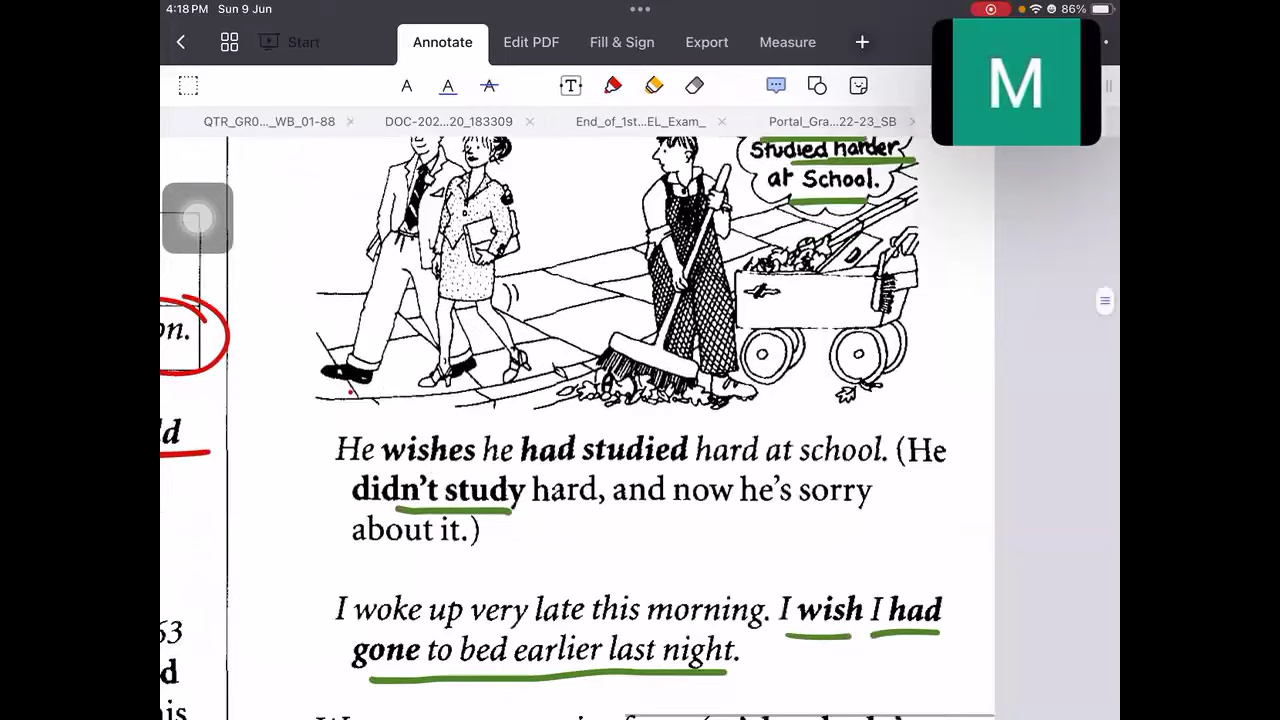 4:18 PM Sun 9 Jun 86%
Start Annotate Edit PDF Fill & Sign Export Measure
M
A A A T
QTR_GR0..._WB_01-88 DOC-202...20_183309 End_of_1st...EL_Exam_ Portal_Gra...22-23_SB
Studied harder
at School.
on.
ld
He wishes he had studied hard at school. (He
didn't study hard, and now he's sorry
about it.)
I woke up very late this morning. I wish I had
gone to bed earlier last night.
63
d
his